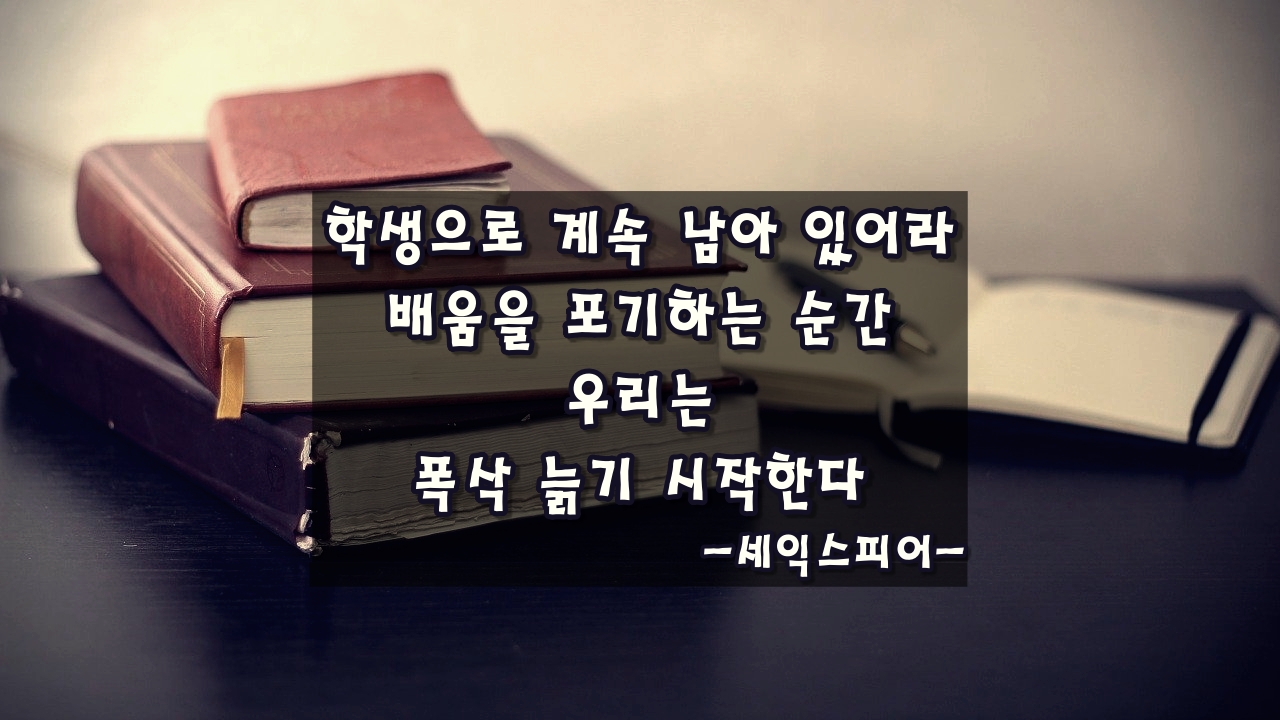 학생으로 계속 남아 있어라
배움을 포기하는 순간
우리는
폭삭 늙기 시작한다
-세익스피어-